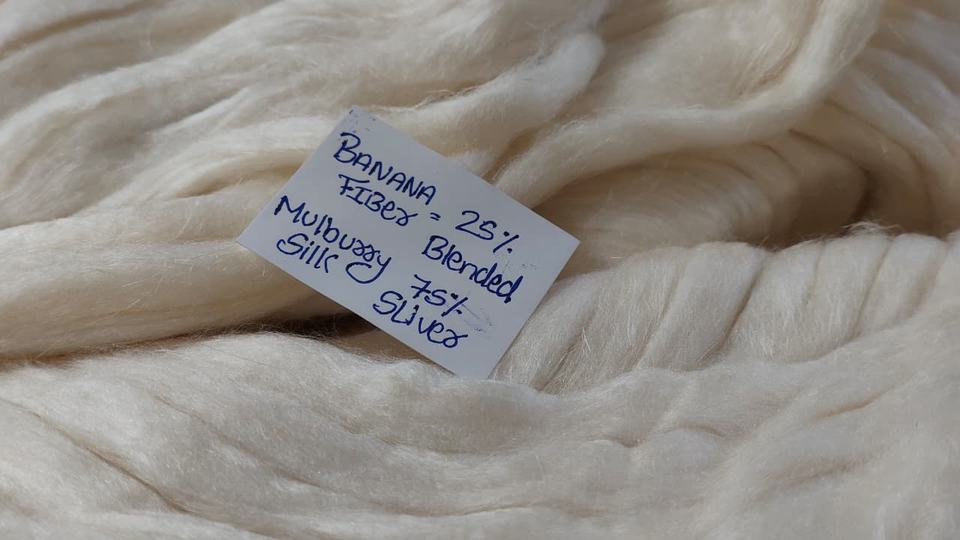 BANANA
FIBer = 25%
Blended
Mulburry
Silk 75%
SLiver